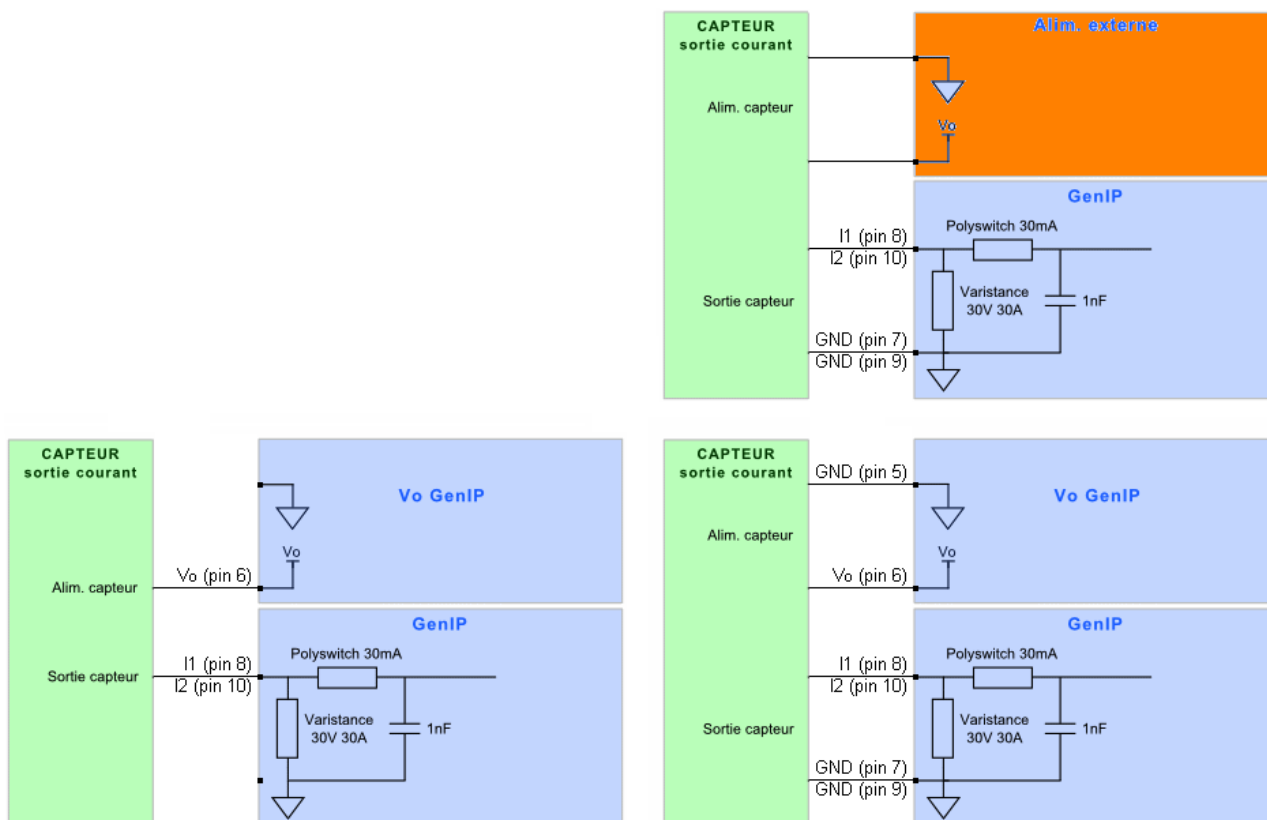 CAPTEUR
sortie courant
Alim. externe
Alim. capteur
Vo
GenIP
I1 (pin 8)
I2 (pin 10)
Polyswitch 30mA
Sortie capteur
Varistance
30V 30A
1nF
GND (pin 7)
GND (pin 9)
CAPTEUR
sortie courant
Vo GenIP
Vo
Alim. capteur
Vo (pin 6)
GenIP
Sortie capteur
I1 (pin 8)
I2 (pin 10)
Polyswitch 30mA
Varistance
30V 30A
1nF
CAPTEUR
sortie courant
GND (pin 5)
Vo GenIP
Alim. capteur
Vo
Vo (pin 6)
GenIP
I1 (pin 8)
I2 (pin 10)
Polyswitch 30mA
Sortie capteur
Varistance
30V 30A
1nF
GND (pin 7)
GND (pin 9)